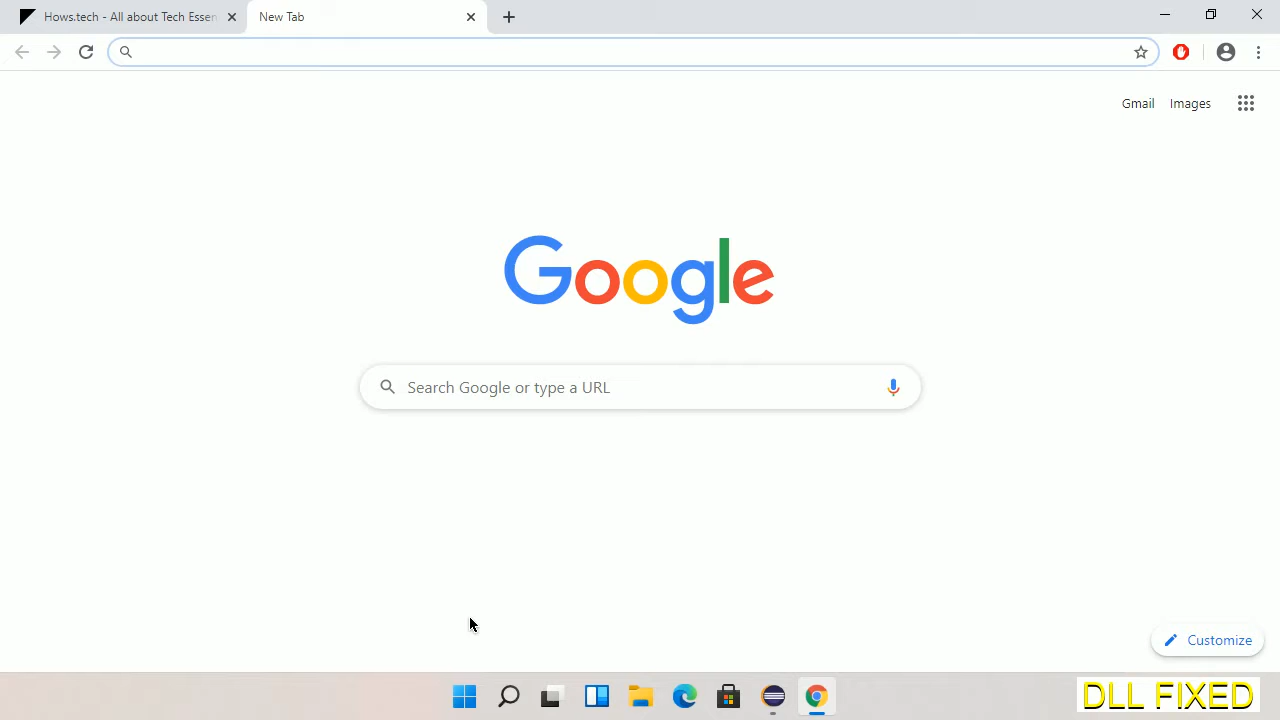 Hows.tech - All about Tech Essen
New Tab
Gmail
Images
Google
Search Google or type a URL
Customize
DLL FIXED